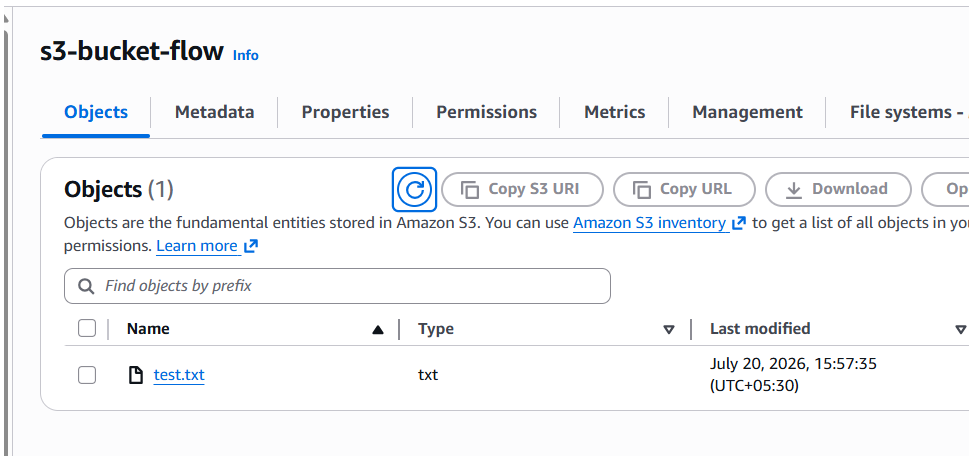 s3-bucket-flow Info
Objects Metadata Properties Permissions Metrics Management File systems -
Objects (1) Copy S3 URI Copy URL Download Op
Objects are the fundamental entities stored in Amazon S3. You can use Amazon S3 inventory to get a list of all objects in you
permissions. Learn more
Find objects by prefix
Name Type Last modified
test.txt txt July 20, 2026, 15:57:35
(UTC+05:30)